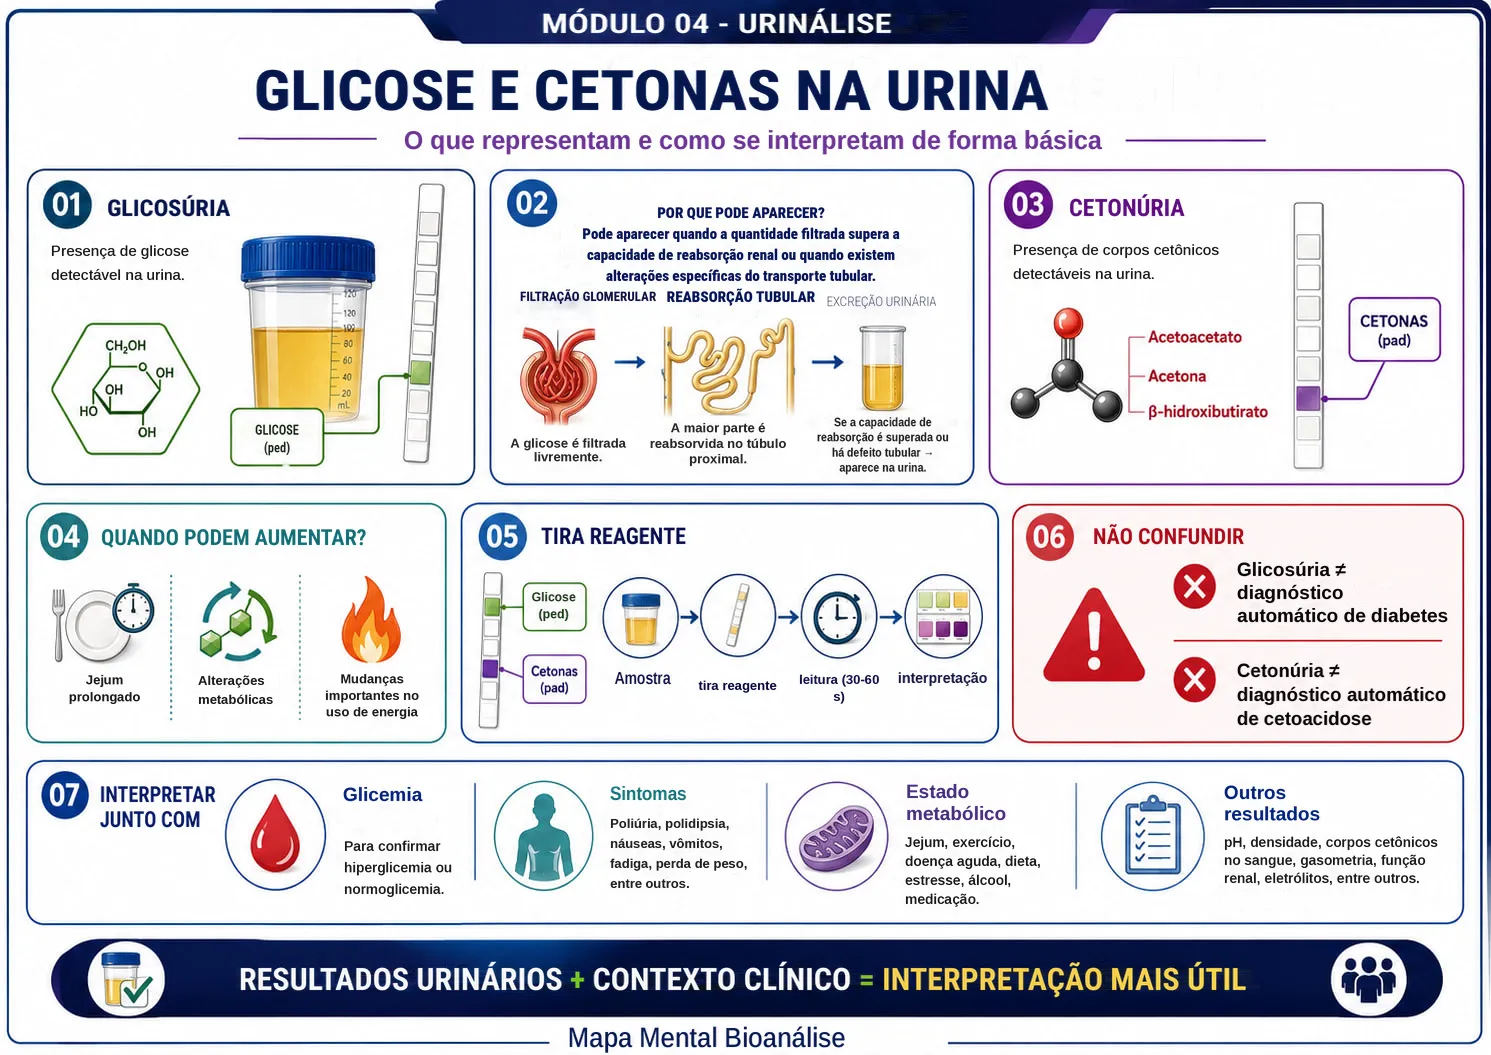 MÓDULO 04 - URINÁLISE
GLICOSE E CETONAS NA URINA
O que representam e como se interpretam de forma básica
01
GLICOSÚRIA
Presença de glicose
detectável na urina.
CH₂OH
O
OH
OH
HO
OH
120
120
100
80
60
40
20
mL
GLICOSE
(ped)
02
POR QUE PODE APARECER?
Pode aparecer quando a quantidade filtrada supera a
capacidade de reabsorção renal ou quando existem
alterações específicas do transporte tubular.
FILTRAÇÃO GLOMERULAR
REABSORÇÃO TUBULAR
EXCREÇÃO URINÁRIA
A glicose é filtrada
livremente.
A maior parte é
reabsorvida no túbulo
proximal.
Se a capacidade de
reabsorção é superada ou
há defeito tubular →
aparece na urina.
03
CETONÚRIA
Presença de corpos cetônicos
detectáveis na urina.
Acetoacetato
Acetona
β-hidroxibutirato
CETONAS
(pad)
04
QUANDO PODEM AUMENTAR?
Jejum
prolongado
Alterações
metabólicas
Mudanças
importantes no
uso de energia
05
TIRA REAGENTE
Glicose
(ped)
Cetonas
(pad)
Amostra
tira reagente
leitura (30-60
s)
interpretação
06
NÃO CONFUNDIR
Glicosúria ≠
diagnóstico
automático de diabetes
Cetonúria ≠
diagnóstico automático
de cetoacidose
07
INTERPRETAR
JUNTO COM
Glicemia
Para confirmar
hiperglicemia ou
normoglicemia.
Sintomas
Poliúria, polidipsia,
náuseas, vômitos,
fadiga, perda de peso,
entre outros.
Estado
metabólico
Jejum, exercício,
doença aguda, dieta,
estresse, álcool,
medicação.
Outros
resultados
pH, densidade, corpos cetônicos
no sangue, gasometria, função
renal, eletrólitos, entre outros.
RESULTADOS URINÁRIOS + CONTEXTO CLÍNICO = INTERPRETAÇÃO MAIS ÚTIL
Mapa Mental Bioanálise